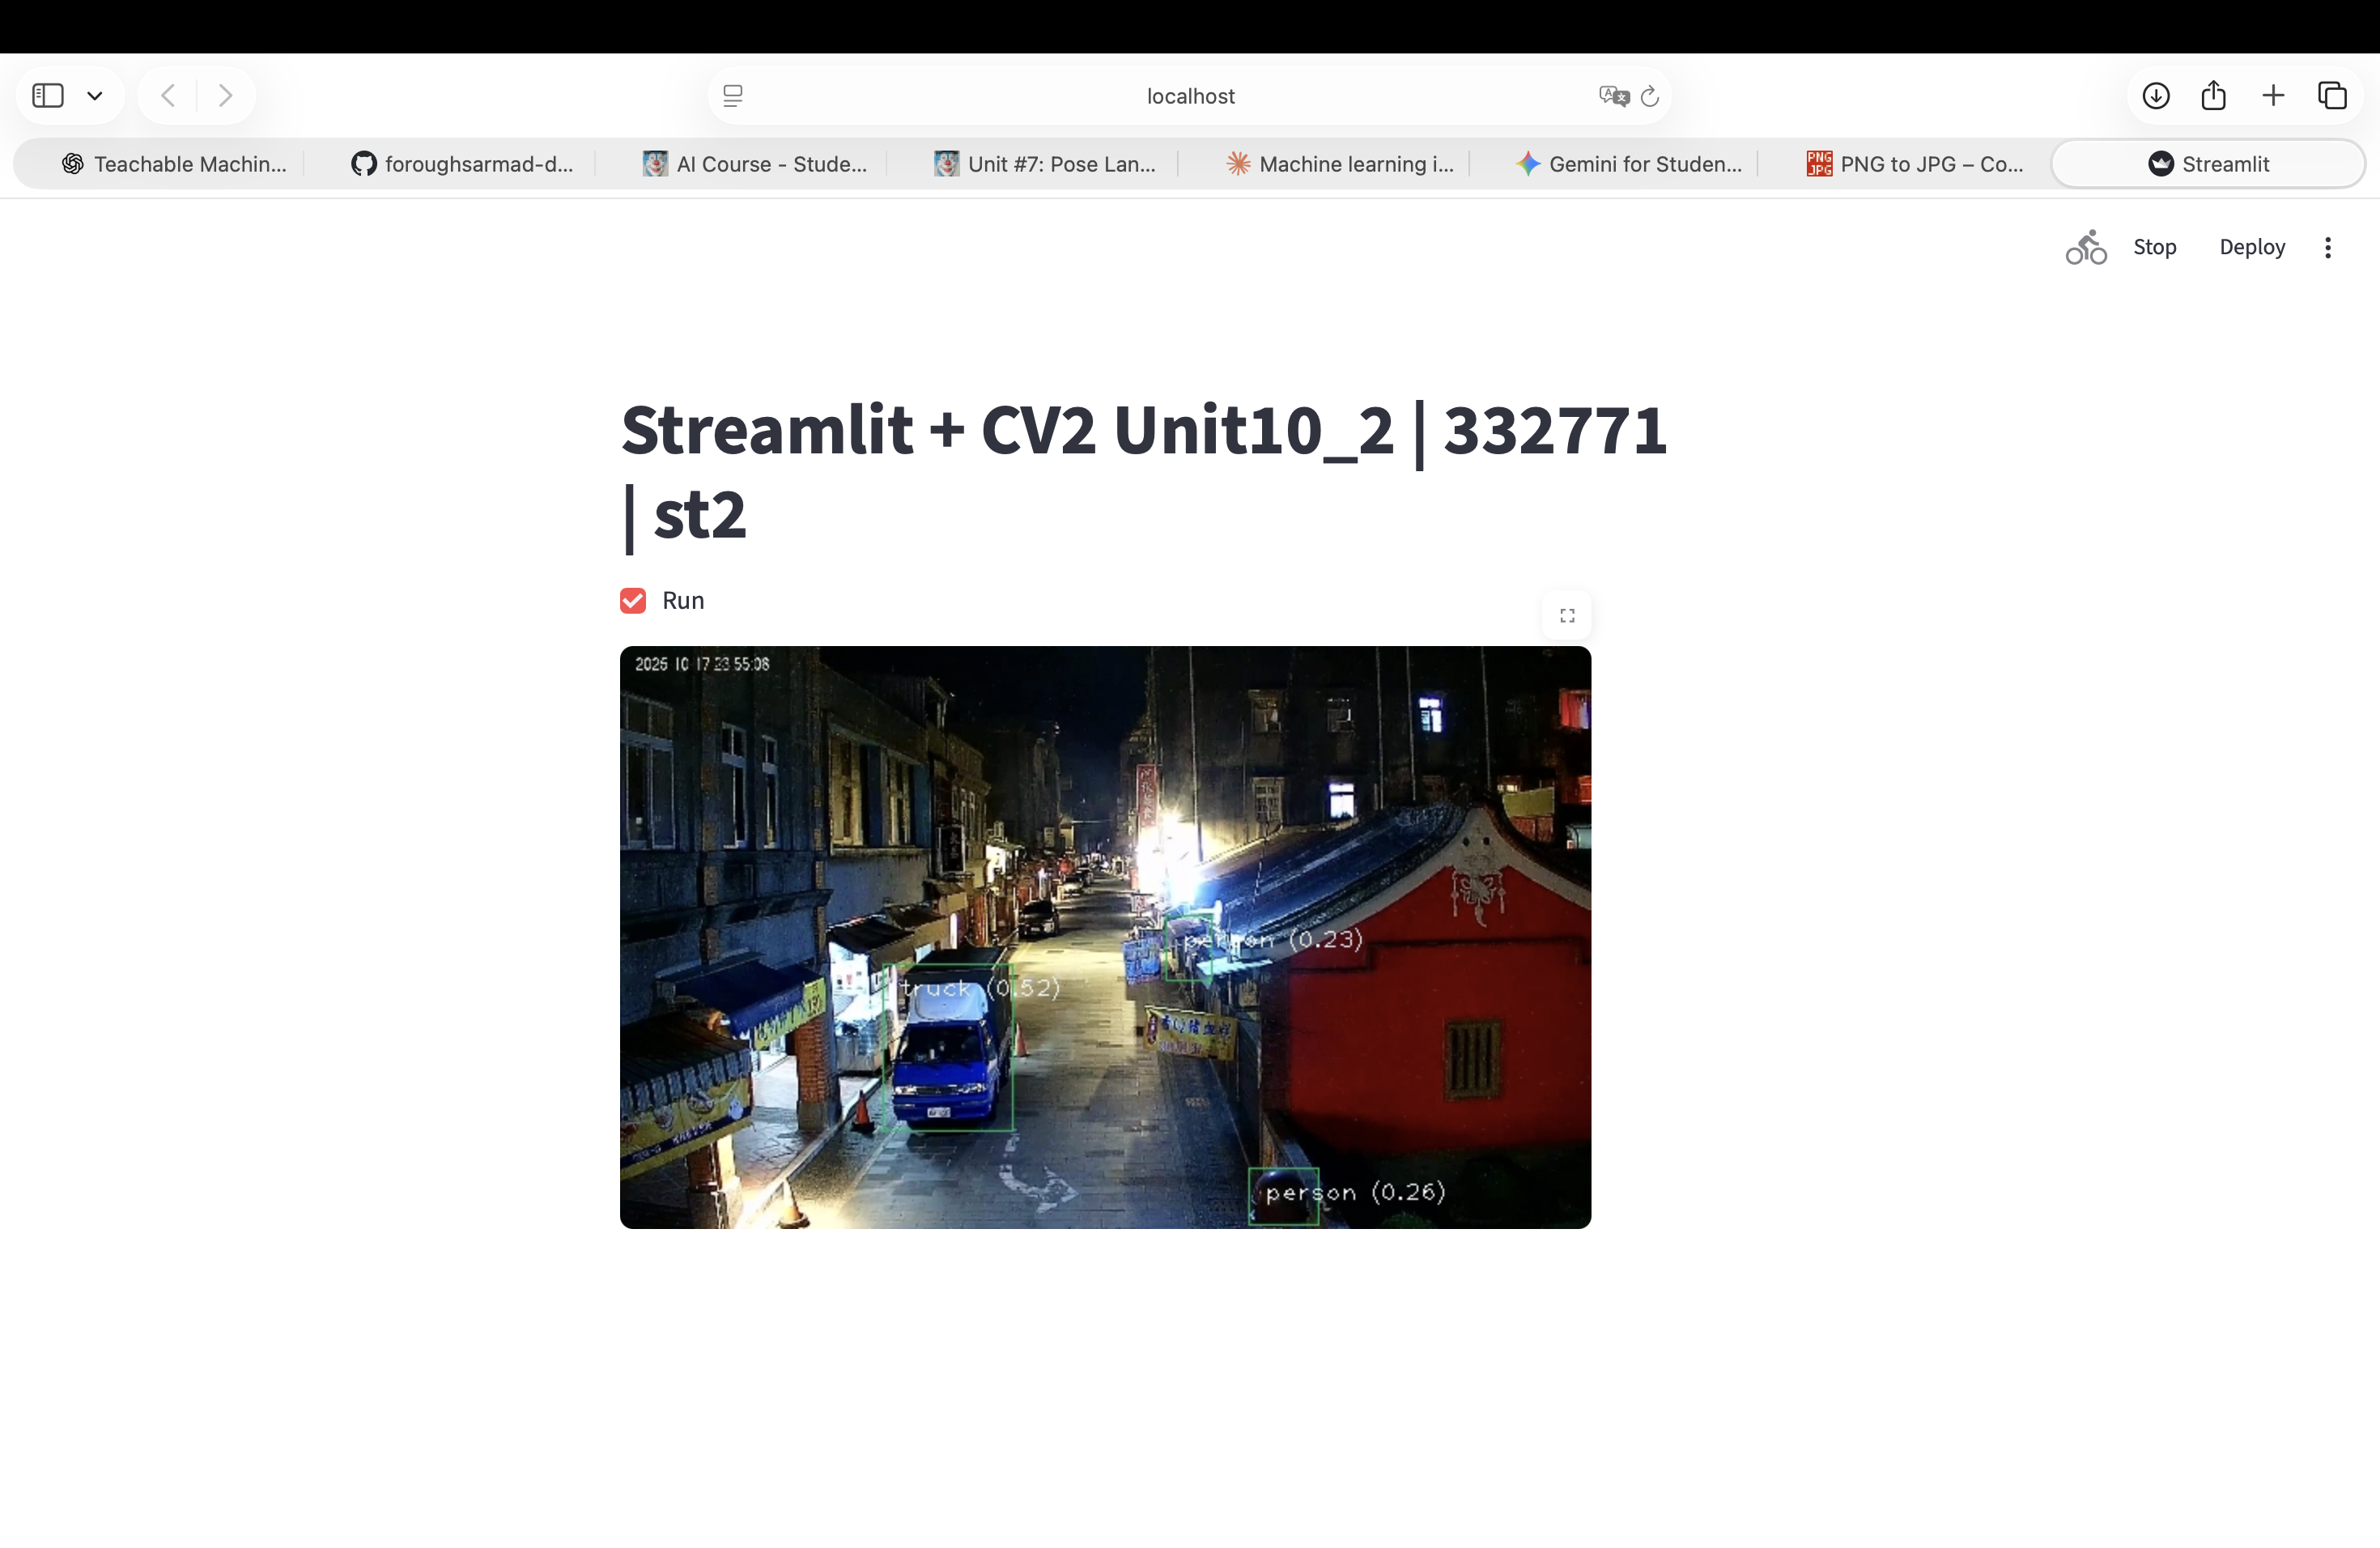 localhost
Teachable Machin...
foroughsarmad-d...
AI Course - Stude...
Unit #7: Pose Lan...
Machine learning i...
Gemini for Studen...
PNG JPG
PNG to JPG – Co...
Streamlit
Stop
Deploy
Streamlit + CV2 Unit10_2 | 332771
| st2
Run
2025 10 17 23 55:08
person (0.23)
truck (0.52)
person (0.26)